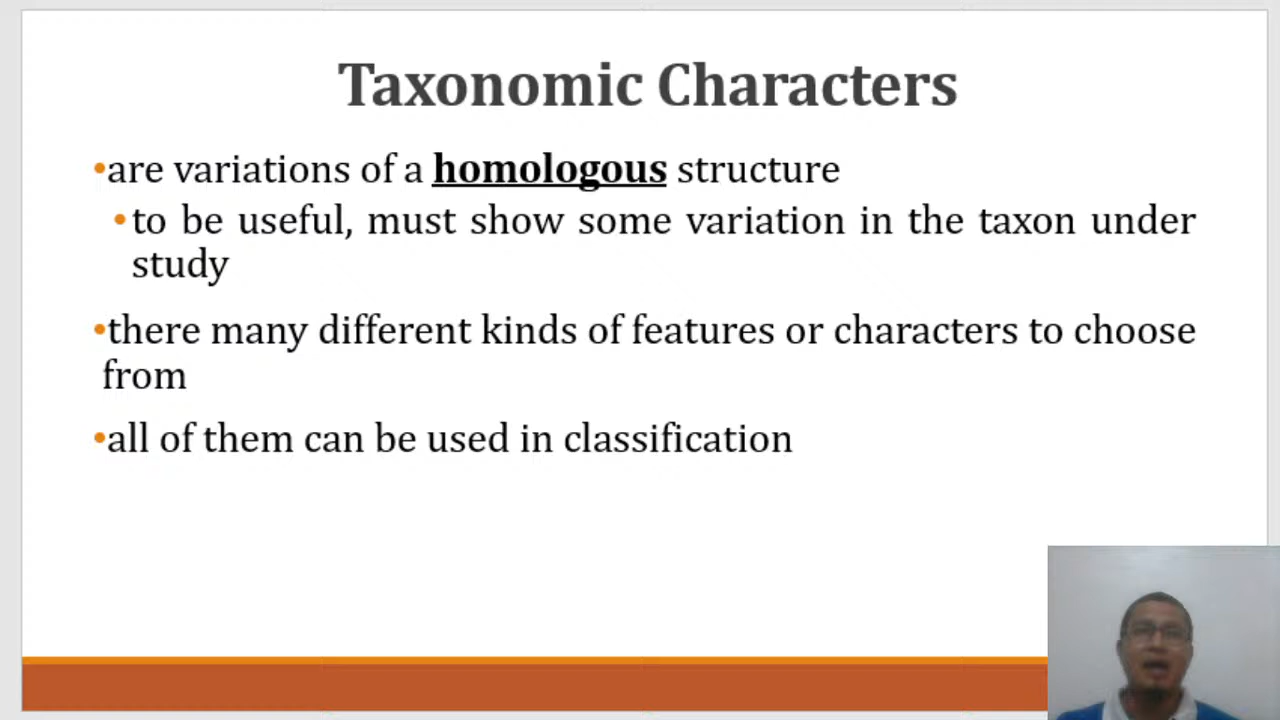 Taxonomic Characters
•are variations of a homologous structure
•to be useful, must show some variation in the taxon under
study
•there many different kinds of features or characters to choose
from
•all of them can be used in classification